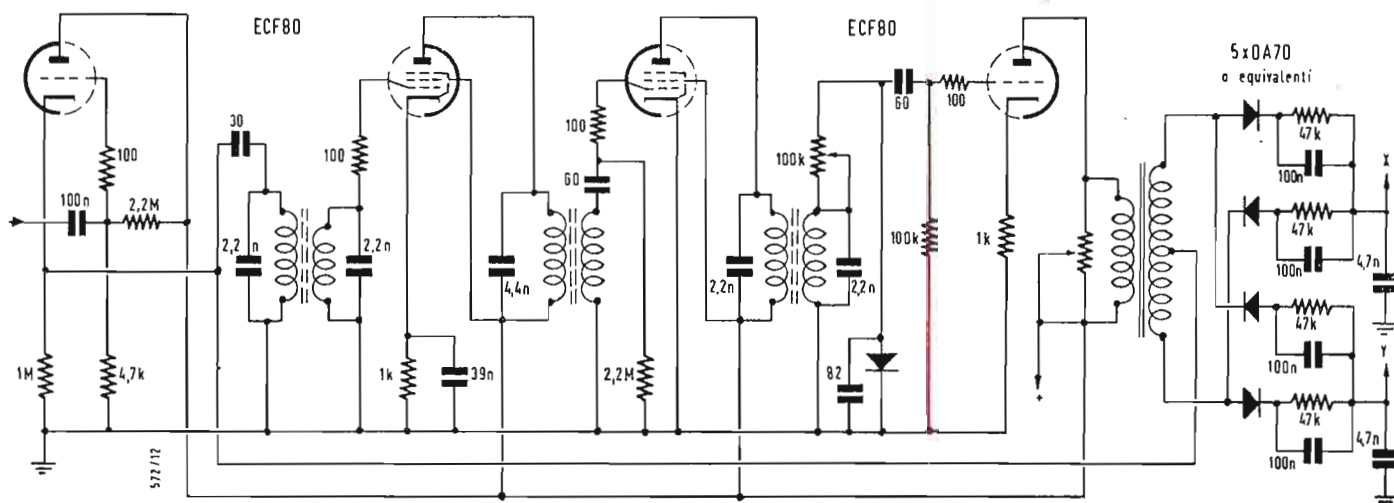 ECF80
ECF80
5x0A70
o equivalenti
30
100
100n
2,2M
2,2n
2,2n
100
1M
4,7k
1k
39n
4,4n
60
100
2,2M
2,2n
100k
2,2n
82
60
100
100k
1k
+
47k
100n
47k
100n
47k
100n
47k
100n
X
4,7n
Y
4,7n
572/12